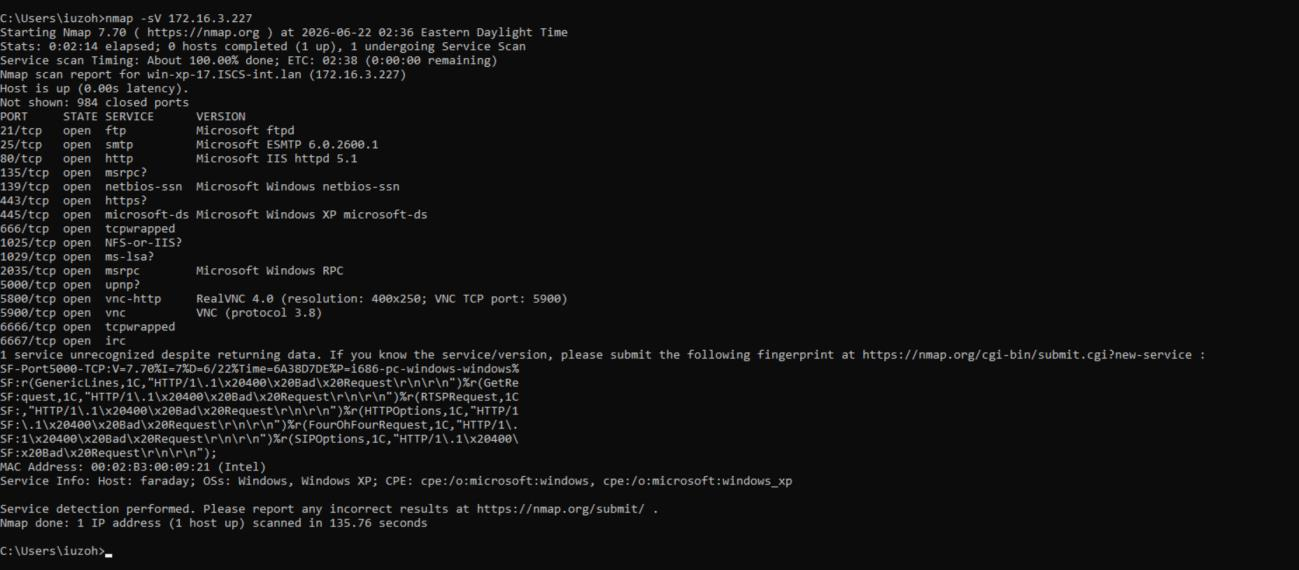 C:\Users\iuzoh>nmap -sV 172.16.3.227
Starting Nmap 7.70 ( https://nmap.org ) at 2026-06-22 02:36 Eastern Daylight Time
Stats: 0:02:14 elapsed; 0 hosts completed (1 up), 1 undergoing Service Scan
Service scan Timing: About 100.00% done; ETC: 02:38 (0:00:00 remaining)
Nmap scan report for win-xp-17.ISCS-int.lan (172.16.3.227)
Host is up (0.00s latency).
Not shown: 984 closed ports
PORT     STATE SERVICE      VERSION
21/tcp   open  ftp          Microsoft ftpd
25/tcp   open  smtp         Microsoft ESMTP 6.0.2600.1
80/tcp   open  http         Microsoft IIS httpd 5.1
135/tcp  open  msrpc?
139/tcp  open  netbios-ssn  Microsoft Windows netbios-ssn
443/tcp  open  https?
445/tcp  open  microsoft-ds Microsoft Windows XP microsoft-ds
666/tcp  open  tcpwrapped
1025/tcp open  NFS-or-IIS?
1029/tcp open  ms-lsa?
2035/tcp open  msrpc        Microsoft Windows RPC
5000/tcp open  upnp?
5800/tcp open  vnc-http     RealVNC 4.0 (resolution: 400x250; VNC TCP port: 5900)
5900/tcp open  vnc          VNC (protocol 3.8)
6666/tcp open  tcpwrapped
6667/tcp open  irc
1 service unrecognized despite returning data. If you know the service/version, please submit the following fingerprint at https://nmap.org/cgi-bin/submit.cgi?new-service :
SF-Port5000-TCP:V=7.70%I=7%D=6/22%Time=6A38D7DE%P=i686-pc-windows-windows%
SF:r(GenericLines,1C,"HTTP/1\.1\x20400\x20Bad\x20Request\r\n\r\n")%r(GetRe
SF:quest,1C,"HTTP/1\.1\x20400\x20Bad\x20Request\r\n\r\n")%r(RTSPRequest,1C
SF:,"HTTP/1\.1\x20400\x20Bad\x20Request\r\n\r\n")%r(HTTPOptions,1C,"HTTP/1
SF:\.1\x20400\x20Bad\x20Request\r\n\r\n")%r(FourOhFourRequest,1C,"HTTP/1\.
SF:1\x20400\x20Bad\x20Request\r\n\r\n")%r(SIPOptions,1C,"HTTP/1\.1\x20400\
SF:x20Bad\x20Request\r\n\r\n");
MAC Address: 00:02:B3:00:09:21 (Intel)
Service Info: Host: faraday; OSs: Windows, Windows XP; CPE: cpe:/o:microsoft:windows, cpe:/o:microsoft:windows_xp

Service detection performed. Please report any incorrect results at https://nmap.org/submit/ .
Nmap done: 1 IP address (1 host up) scanned in 135.76 seconds

C:\Users\iuzoh>